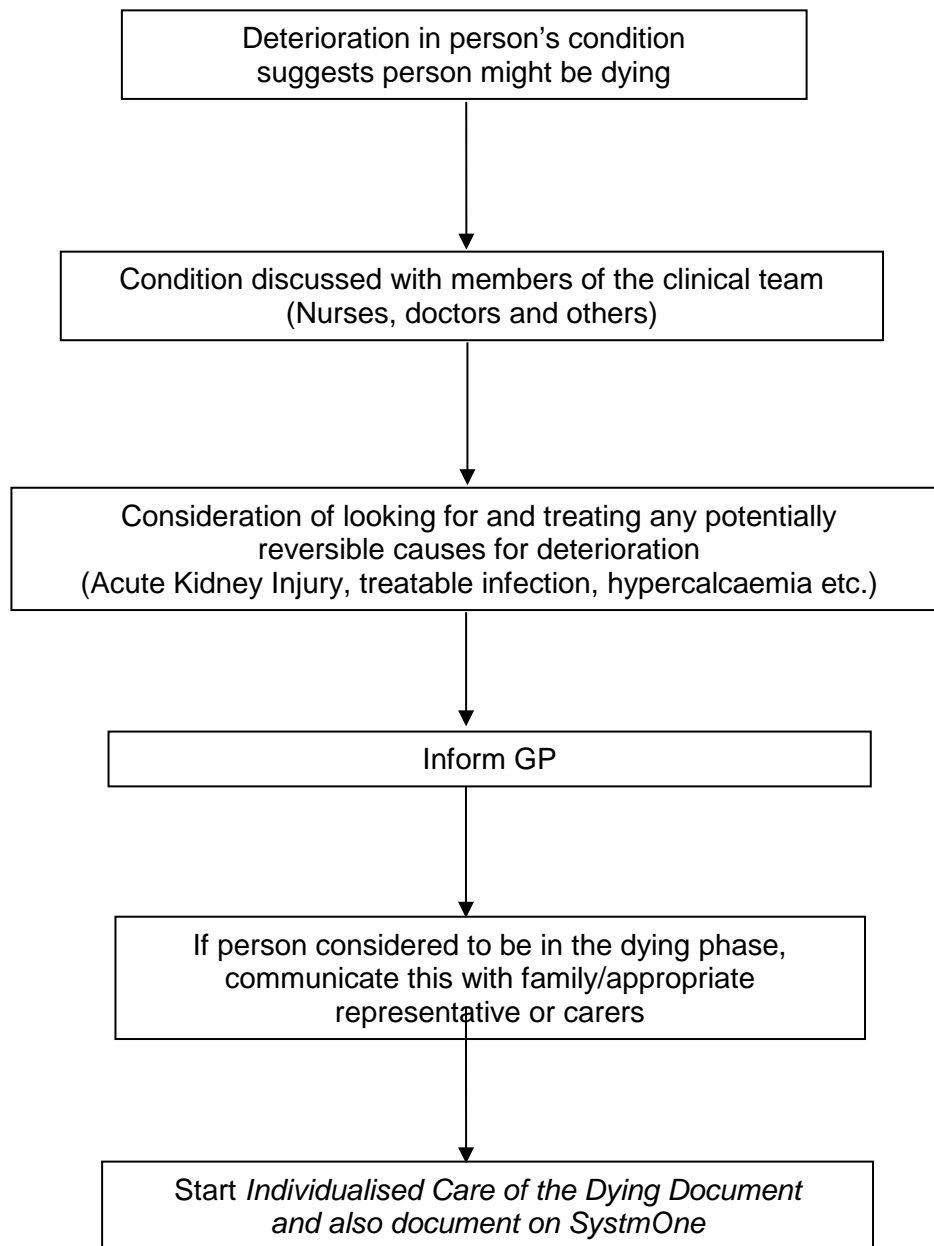 Deterioration in person’s condition
suggests person might be dying
Condition discussed with members of the clinical team
(Nurses, doctors and others)
Consideration of looking for and treating any potentially
reversible causes for deterioration
(Acute Kidney Injury, treatable infection, hypercalcaemia etc.)
Inform GP
If person considered to be in the dying phase,
communicate this with family/appropriate
representative or carers
Start Individualised Care of the Dying Document
and also document on SystmOne